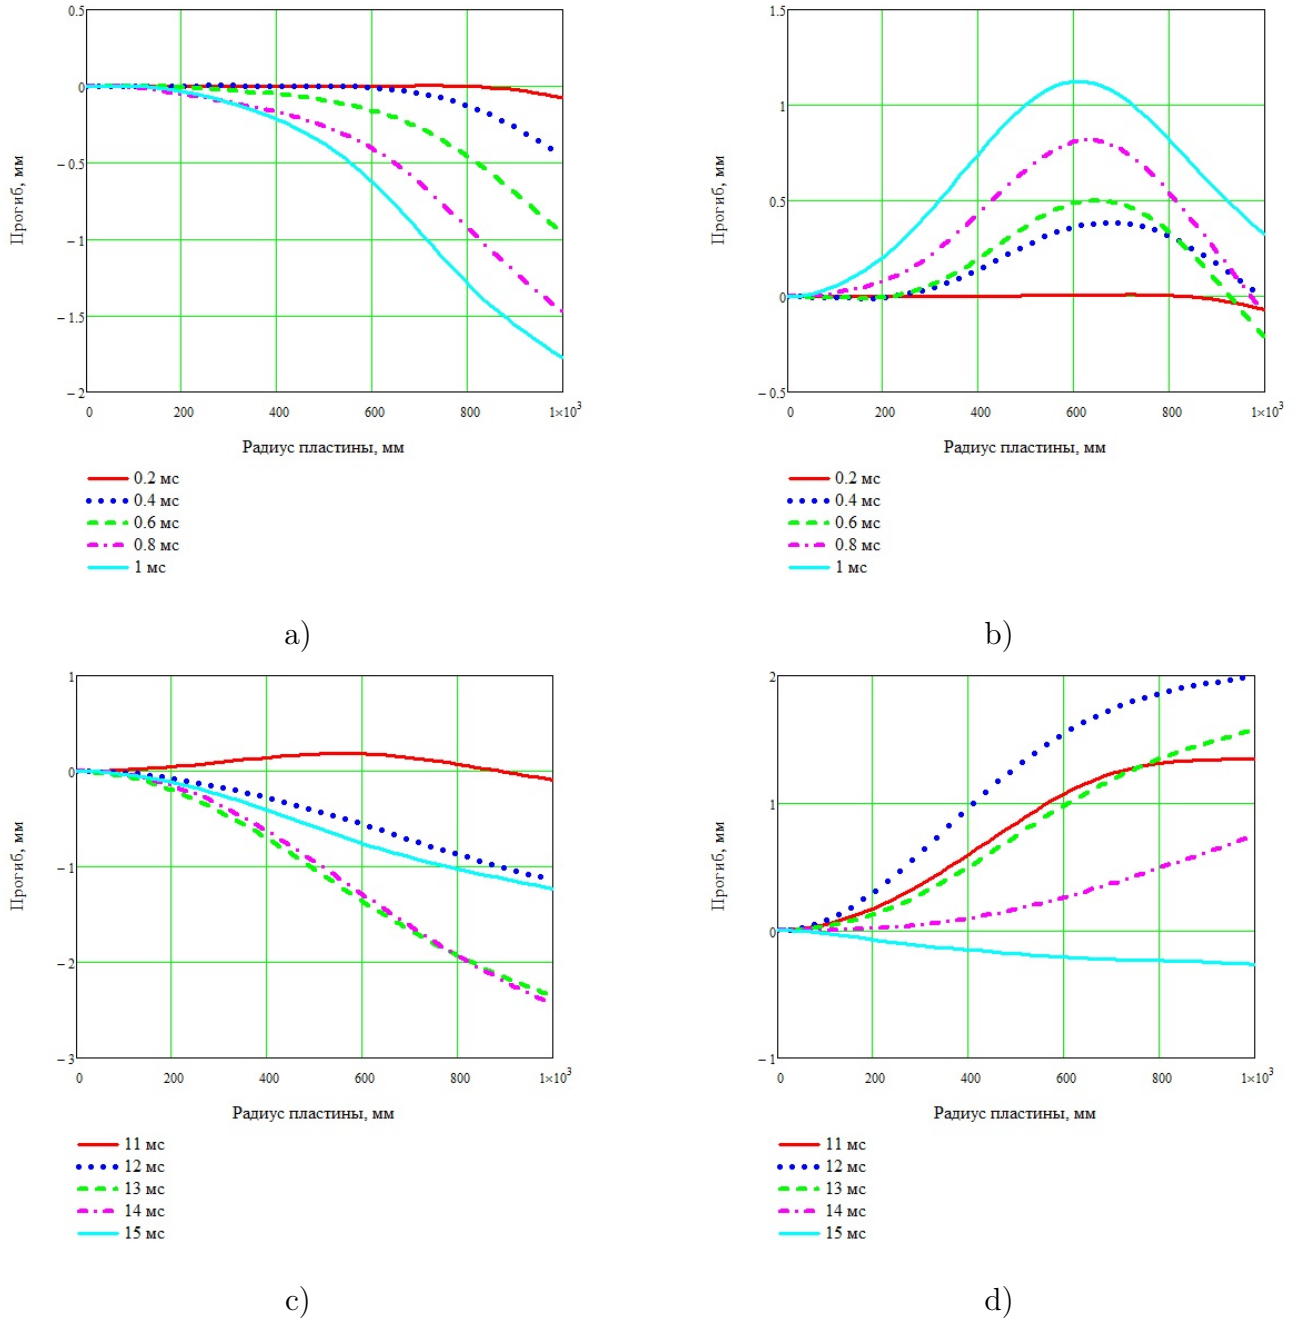 0.5
0
−0.5
−1
−1.5
−2
Прогиб, мм
0 200 400 600 800 1×10³
Радиус пластины, мм
0.2 мс
0.4 мс
0.6 мс
0.8 мс
1 мс
a)
1.5
1
0.5
0
−0.5
Прогиб, мм
0 200 400 600 800 1×10³
Радиус пластины, мм
0.2 мс
0.4 мс
0.6 мс
0.8 мс
1 мс
b)
1
0
−1
−2
−3
Прогиб, мм
0 200 400 600 800 1×10³
Радиус пластины, мм
11 мс
12 мс
13 мс
14 мс
15 мс
c)
2
1
0
−1
Прогиб, мм
0 200 400 600 800 1×10³
Радиус пластины, мм
11 мс
12 мс
13 мс
14 мс
15 мс
d)